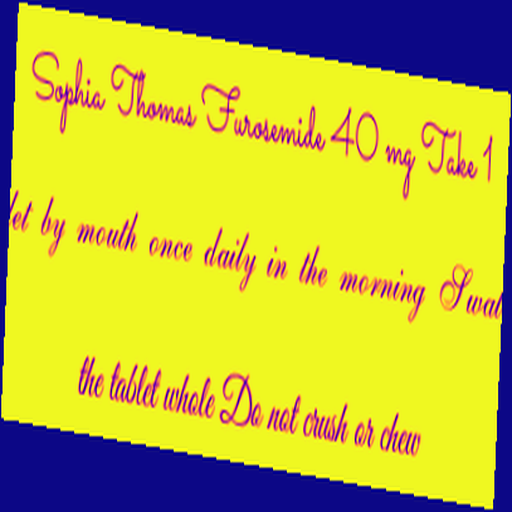 Sophia Thomas Furosemide 40 mg Take 1
by mouth once daily in the morning
the tablet whole Do not crush or chew